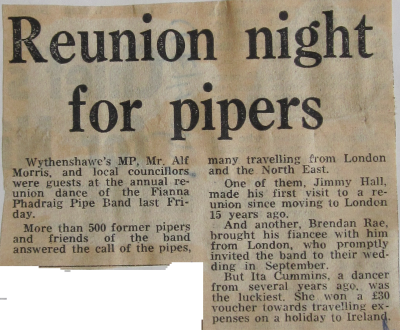 Reunion night
for pipers
Wythenshawe's MP, Mr. Alf
Morris, and local councillors
were guests at the annual re-
union dance of the Fianna
Phadraig Pipe Band last Fri-
day.
More than 500 former pipers
and friends of the band
answered the call of the pipes,
many travelling from London
and the North East.
One of them, Jimmy Hall,
made his first visit to a re-
union since moving to London
15 years ago.
And another, Brendan Rae,
brought his fiancee with him
from London, who promptly
invited the band to their wed-
ding in September.
But Ita Cummins, a dancer
from several years ago, was
the luckiest. She won a £30
voucher towards travelling ex-
penses on a holiday to Ireland.